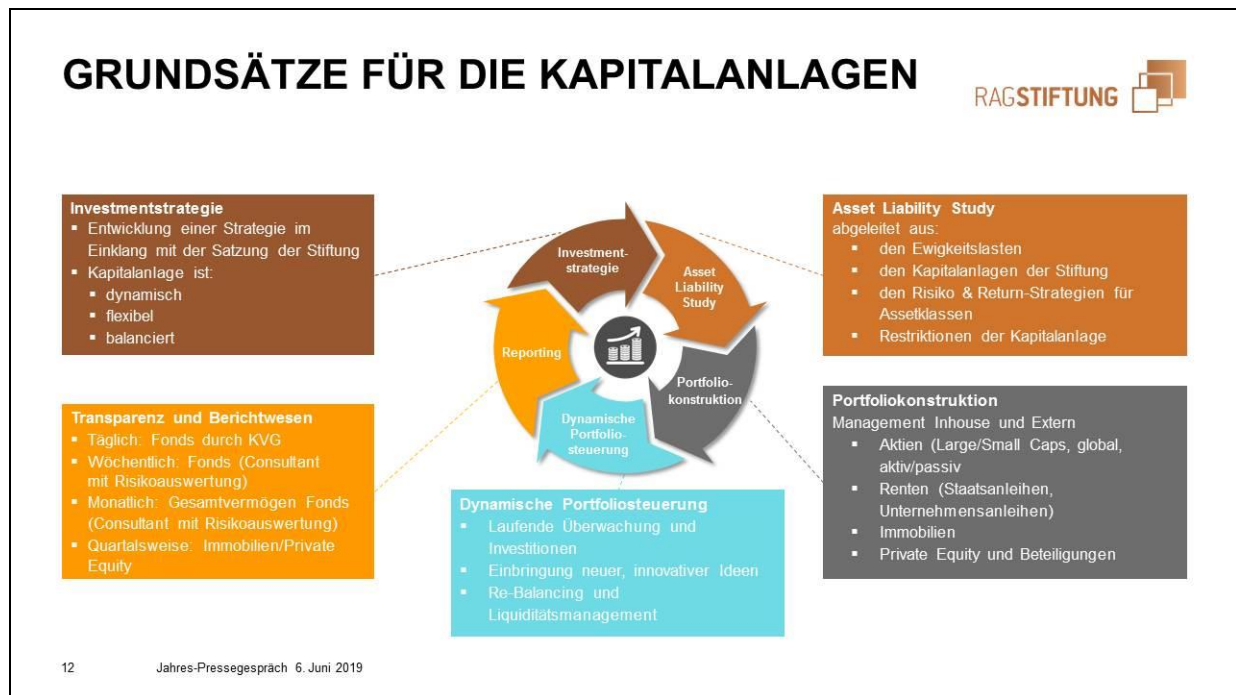 GRUNDSÄTZE FÜR DIE KAPITALANLAGEN
RAGSTIFTUNG
Investmentstrategie
▪ Entwicklung einer Strategie im
Einklang mit der Satzung der Stiftung
▪ Kapitalanlage ist:
▪ dynamisch
▪ flexibel
▪ balanciert
Investment-
strategie
Asset
Liability
Study
Portfolio-
konstruktion
Dynamische
Portfolio-
steuerung
Reporting
Asset Liability Study
abgeleitet aus:
▪ den Ewigkeitslasten
▪ den Kapitalanlagen der Stiftung
▪ den Risiko & Return-Strategien für
Assetklassen
▪ Restriktionen der Kapitalanlage
Transparenz und Berichtwesen
▪ Täglich: Fonds durch KVG
▪ Wöchentlich: Fonds (Consultant
mit Risikoauswertung)
▪ Monatlich: Gesamtvermögen Fonds
(Consultant mit Risikoauswertung)
▪ Quartalsweise: Immobilien/Private
Equity
Dynamische Portfoliosteuerung
▪ Laufende Überwachung und
Investitionen
▪ Einbringung neuer, innovativer Ideen
▪ Re-Balancing und
Liquiditätsmanagement
Portfoliokonstruktion
Management Inhouse und Extern
▪ Aktien (Large/Small Caps, global,
aktiv/passiv
▪ Renten (Staatsanleihen,
Unternehmensanleihen)
▪ Immobilien
▪ Private Equity und Beteiligungen
12 Jahres-Pressegespräch 6. Juni 2019